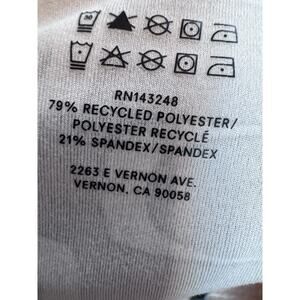 RN143248
79% RECYCLED POLYESTER/
POLYESTER RECYCLÉ
21% SPANDEX/SPANDEX
2263 E VERNON AVE.
VERNON, CA 90058